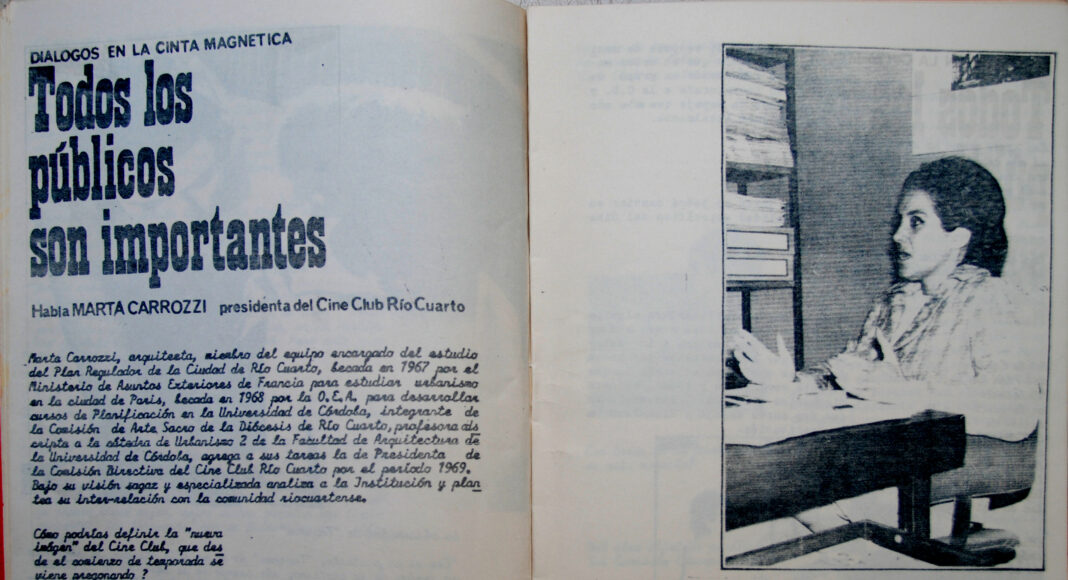 DIALOGOS EN LA CINTA MAGNETICA
Todos los
públicos
son importantes
Habla MARTA CARROZZI presidenta del Cine Club Río Cuarto
Marta Carrozzi, arquitecta, miembro del equipo encargado del estudio
del Plan Regulador de la Ciudad de Río Cuarto, becada en 1967 por el
Ministerio de Asuntos Exteriores de Francia para estudiar urbanismo
en la ciudad de París, becada en 1968 por la O.E.A. para desarrollar
cursos de Planificación en la Universidad de Córdoba, integrante de
la Comisión de Arte Sacro de la Diócesis de Río Cuarto, profesora ads
cripta a la cátedra de Urbanismo 2 de la Facultad de Arquitectura de
la Universidad de Córdoba, agrega a sus tareas la de Presidenta de
la Comisión Directiva del Cine Club Río Cuarto por el período 1969.
Bajo su visión sagaz y especializada analiza a la Institución y plan
tea su inter-relación con la comunidad riocuartense.
Cómo podrías definir la "nueva
imágen" del Cine Club, que des
de el comienzo de temporada se
viene pregonando ?